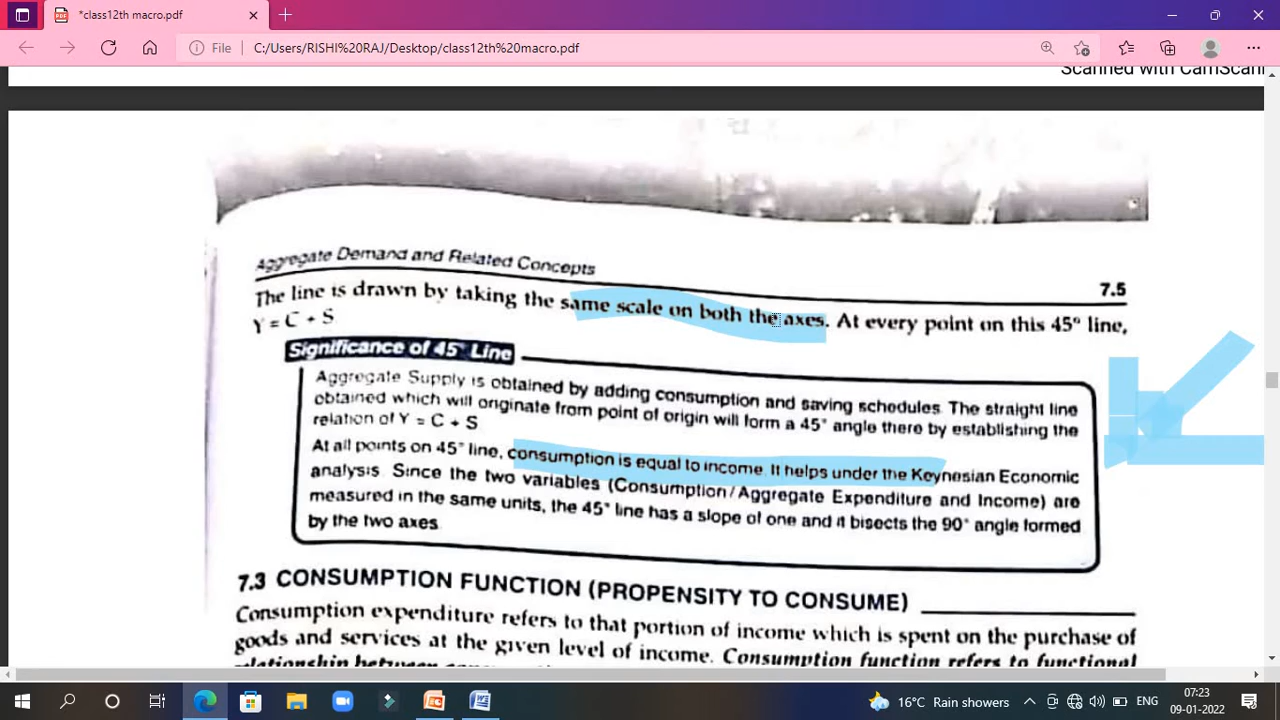 *classl2th macro.pdf
File
C:/Users/RISHI%20RAJ/Desktop/class12th%20macro.pdf
Scanned with CamScan
Aggregate Demand and Related Concepts
7.5
The line is drawn by taking the same scale on both the axes. At every point on this 45° line,
Y = C + S
Significance of 45° Line
Aggregate Supply is obtained by adding consumption and saving schedules. The straight line
obtained which will originate from point of origin will form a 45° angle there by establishing the
relation of Y = C + S
At all points on 45° line, consumption is equal to income. It helps under the Keynesian Economic
analysis. Since the two variables (Consumption/Aggregate Expenditure and Income) are
measured in the same units, the 45° line has a slope of one and it bisects the 90° angle formed
by the two axes
7.3 CONSUMPTION FUNCTION (PROPENSITY TO CONSUME)
Consumption expenditure refers to that portion of income which is spent on the purchase of
goods and services at the given level of income. Consumption function refers to functional
16°C Rain showers
ENG
07:23
09-01-2022